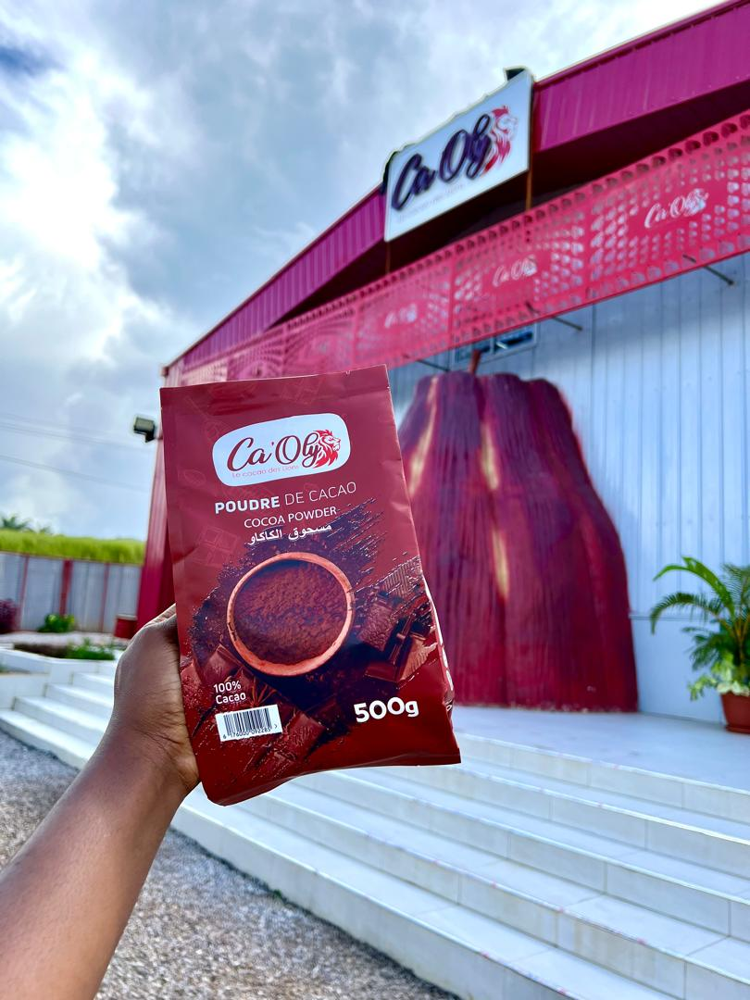 Ca'Oly
Ca'Oly
Ca'Oly
Ca'Oly
Ca'Oly
Le cacao des Lions
POUDRE DE CACAO
COCOA POWDER
مسحوق الكاكاو
100%
Cacao
500g